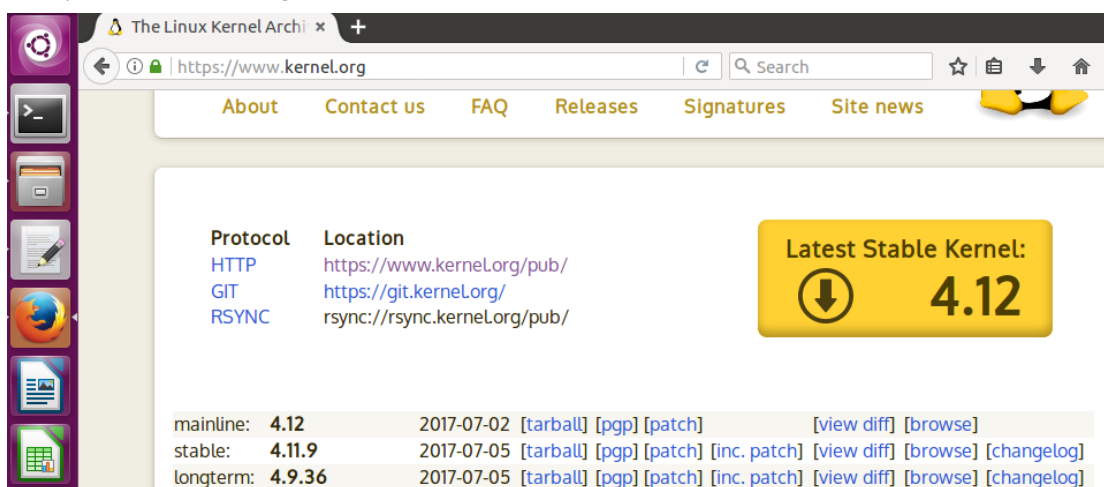 The Linux Kernel Archi
https://www.kernel.org
Search
About Contact us FAQ Releases Signatures Site news
Protocol Location
HTTP https://www.kernel.org/pub/
GIT https://git.kernel.org/
RSYNC rsync://rsync.kernel.org/pub/
Latest Stable Kernel:
4.12
mainline: 4.12 2017-07-02 [tarball] [pgp] [patch] [view diff] [browse]
stable: 4.11.9 2017-07-05 [tarball] [pgp] [patch] [inc. patch] [view diff] [browse] [changelog]
longterm: 4.9.36 2017-07-05 [tarball] [pgp] [patch] [inc. patch] [view diff] [browse] [changelog]